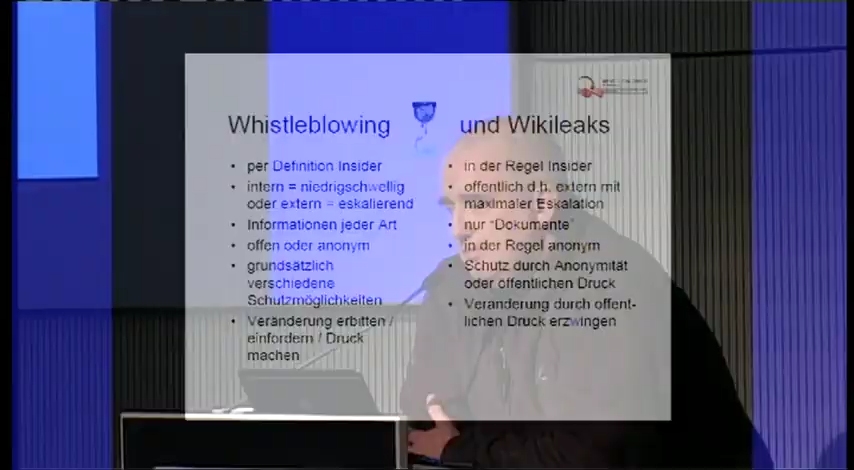 Whistleblowing
• per Definition Insider
• intern = niedrigschwellig
oder extern = eskalierend
• Informationen jeder Art
• offen oder anonym
• grundsätzlich
verschiedene
Schutzmöglichkeiten
• Veränderung erbitten /
einfordern / Druck
machen
und Wikileaks
• in der Regel Insider
• öffentlich d.h. extern mit
maximaler Eskalation
• nur "Dokumente"
• in der Regel anonym
• Schutz durch Anonymität
oder öffentlichen Druck
• Veränderung durch öffent-
lichen Druck erzwingen